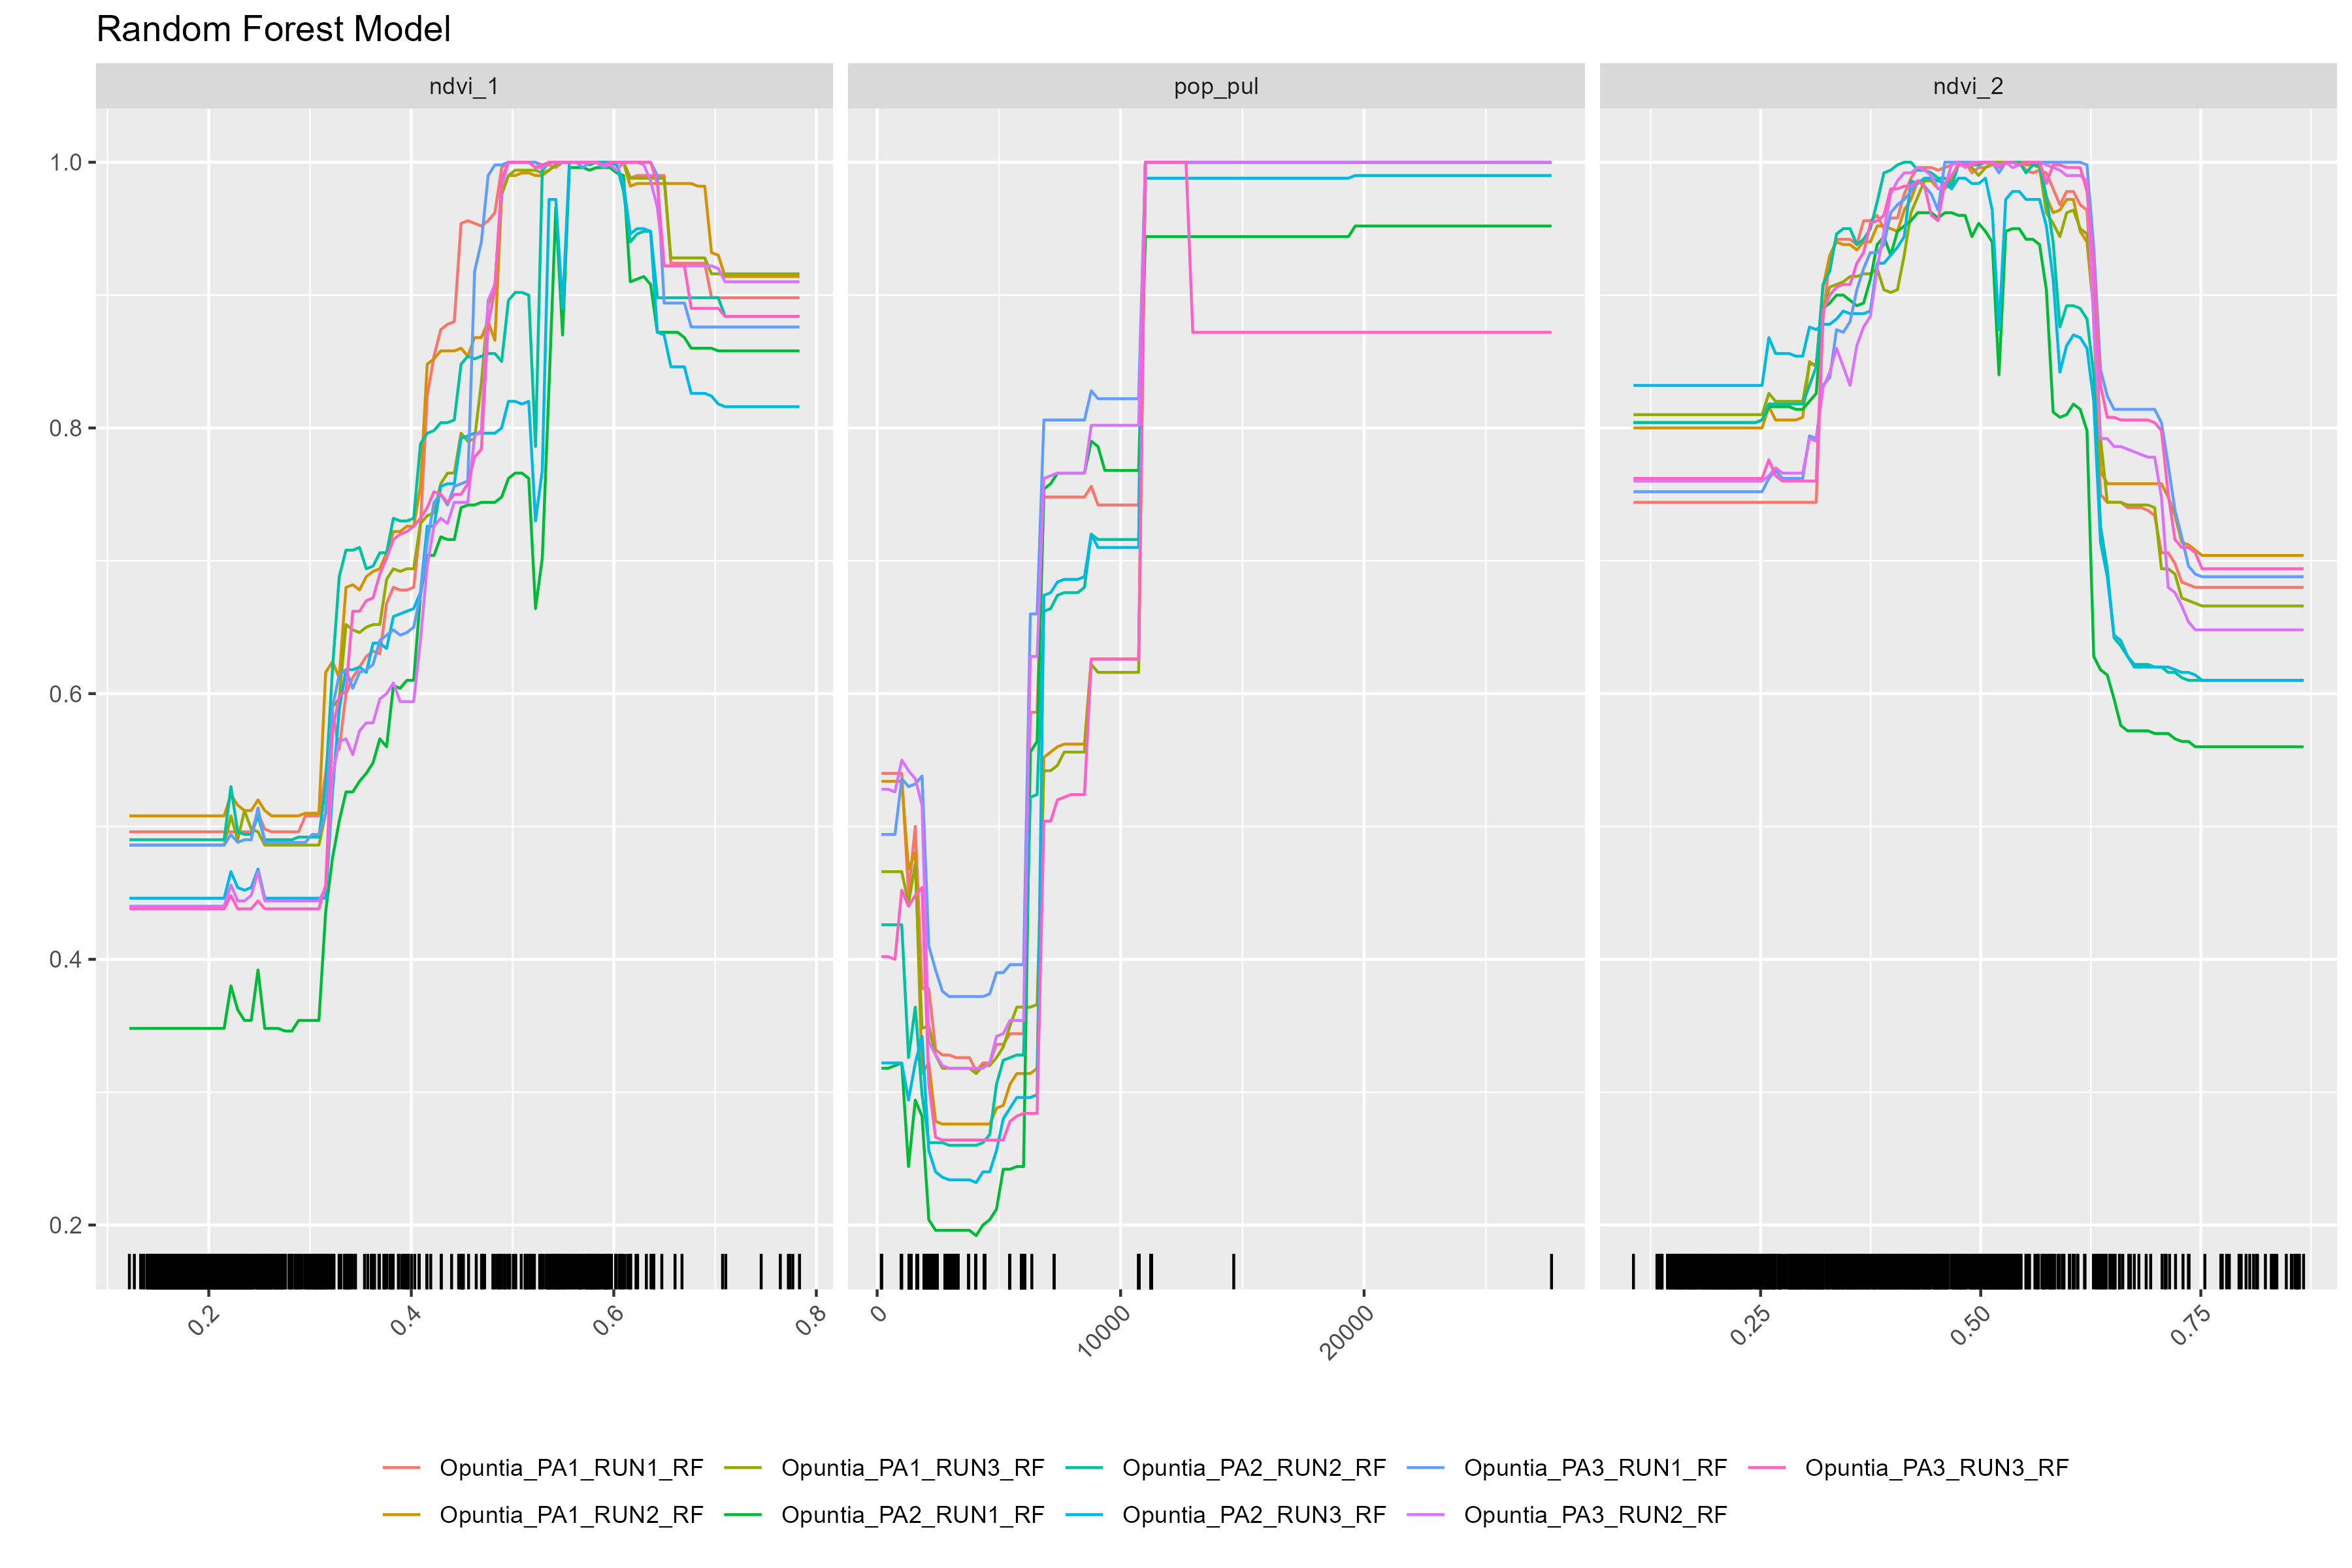 Random Forest Model
ndvi_1 pop_pul ndvi_2
1.0
0.8
0.6
0.4
0.2
0.2 0.4 0.6 0.8 0 10000 20000 0.25 0.50 0.75
Opuntia_PA1_RUN1_RF Opuntia_PA1_RUN3_RF Opuntia_PA2_RUN2_RF Opuntia_PA3_RUN1_RF Opuntia_PA3_RUN3_RF
Opuntia_PA1_RUN2_RF Opuntia_PA2_RUN1_RF Opuntia_PA2_RUN3_RF Opuntia_PA3_RUN2_RF